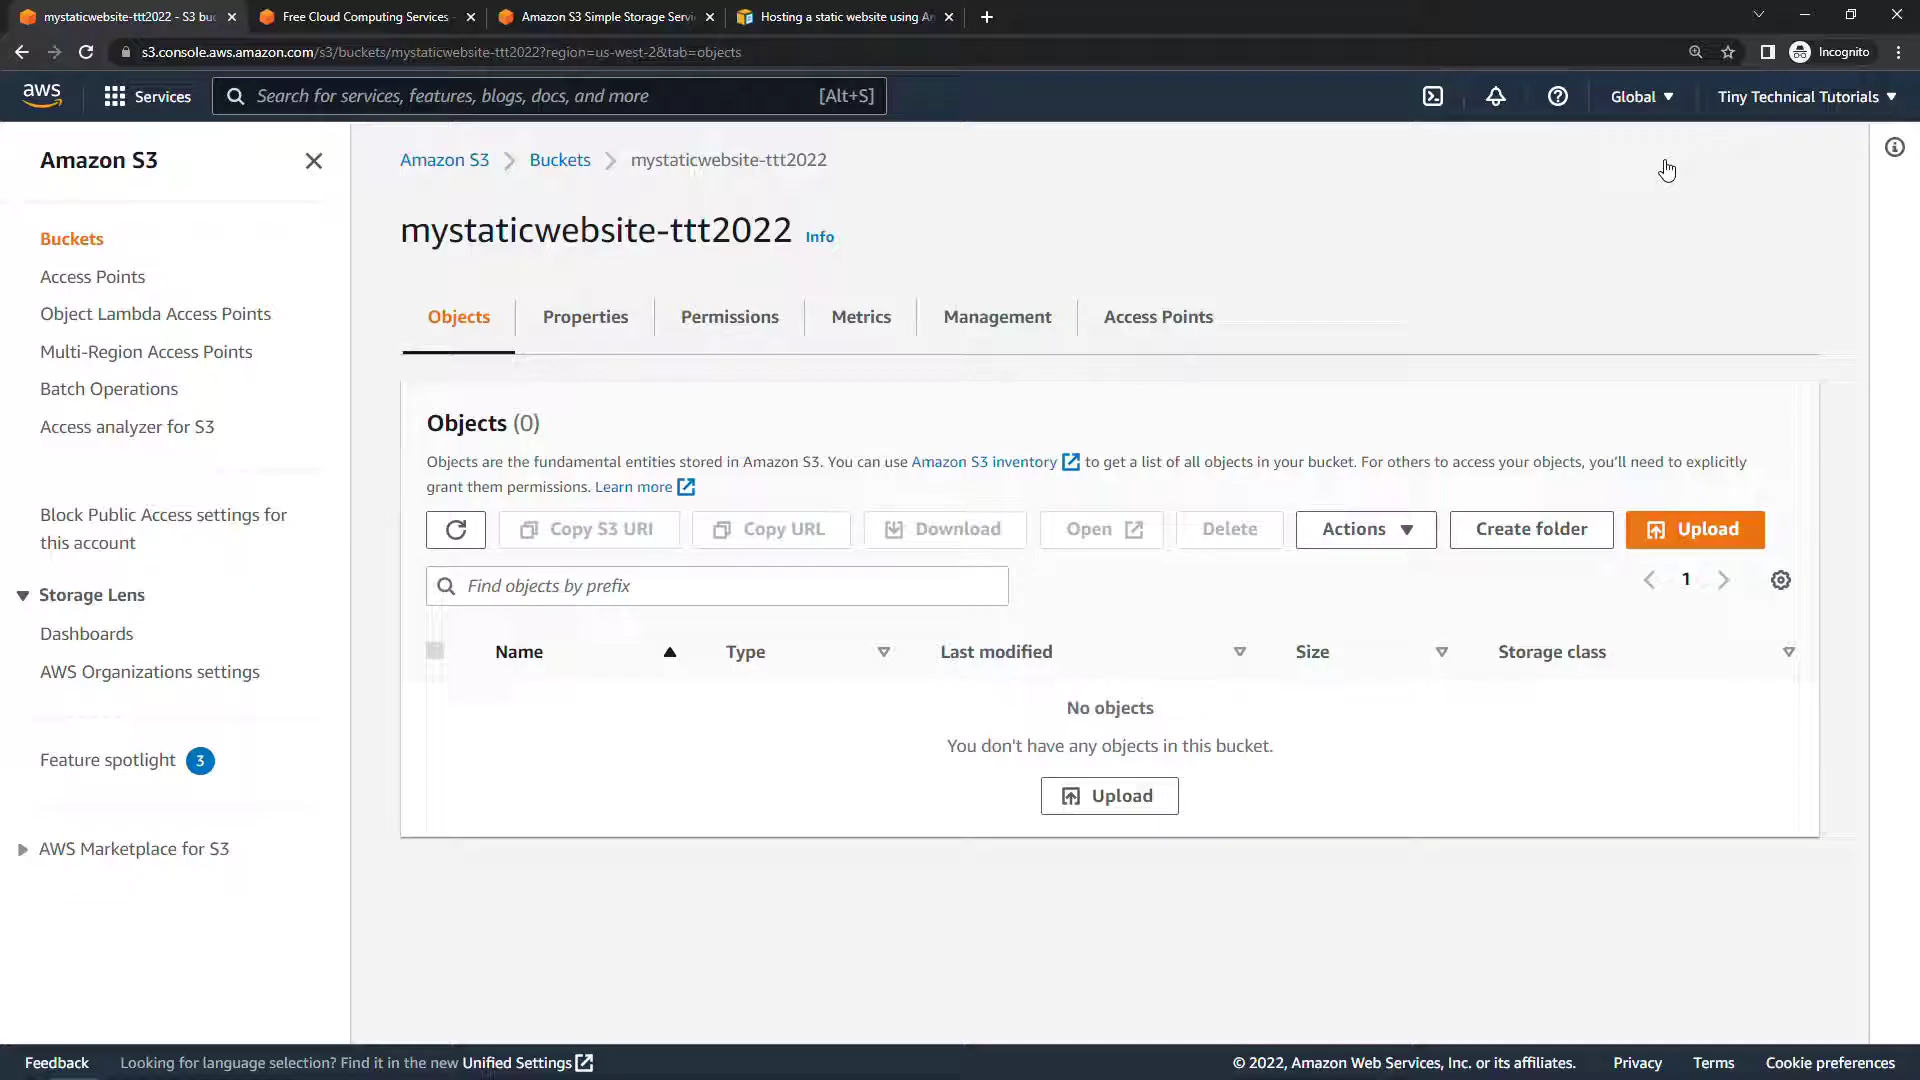 mystaticwebsite-ttt2022 - S3 bu
Free Cloud Computing Services -
Amazon S3 Simple Storage Servi
Hosting a static website using An
s3.console.aws.amazon.com/s3/buckets/mystaticwebsite-ttt2022?region=us-west-2&tab=objects
Incognito
aws
Services
Search for services, features, blogs, docs, and more
[Alt+S]
Global
Tiny Technical Tutorials
Amazon S3
Buckets
Access Points
Object Lambda Access Points
Multi-Region Access Points
Batch Operations
Access analyzer for S3
Block Public Access settings for
this account
Storage Lens
Dashboards
AWS Organizations settings
Feature spotlight 3
AWS Marketplace for S3
Amazon S3 > Buckets > mystaticwebsite-ttt2022
mystaticwebsite-ttt2022 Info
Objects
Properties
Permissions
Metrics
Management
Access Points
Objects (0)
Objects are the fundamental entities stored in Amazon S3. You can use Amazon S3 inventory to get a list of all objects in your bucket. For others to access your objects, you'll need to explicitly
grant them permissions. Learn more
Copy S3 URI
Copy URL
Download
Open
Delete
Actions
Create folder
Upload
Find objects by prefix
1
Name
Type
Last modified
Size
Storage class
No objects
You don't have any objects in this bucket.
Upload
Feedback
Looking for language selection? Find it in the new Unified Settings
© 2022, Amazon Web Services, Inc. or its affiliates.
Privacy
Terms
Cookie preferences